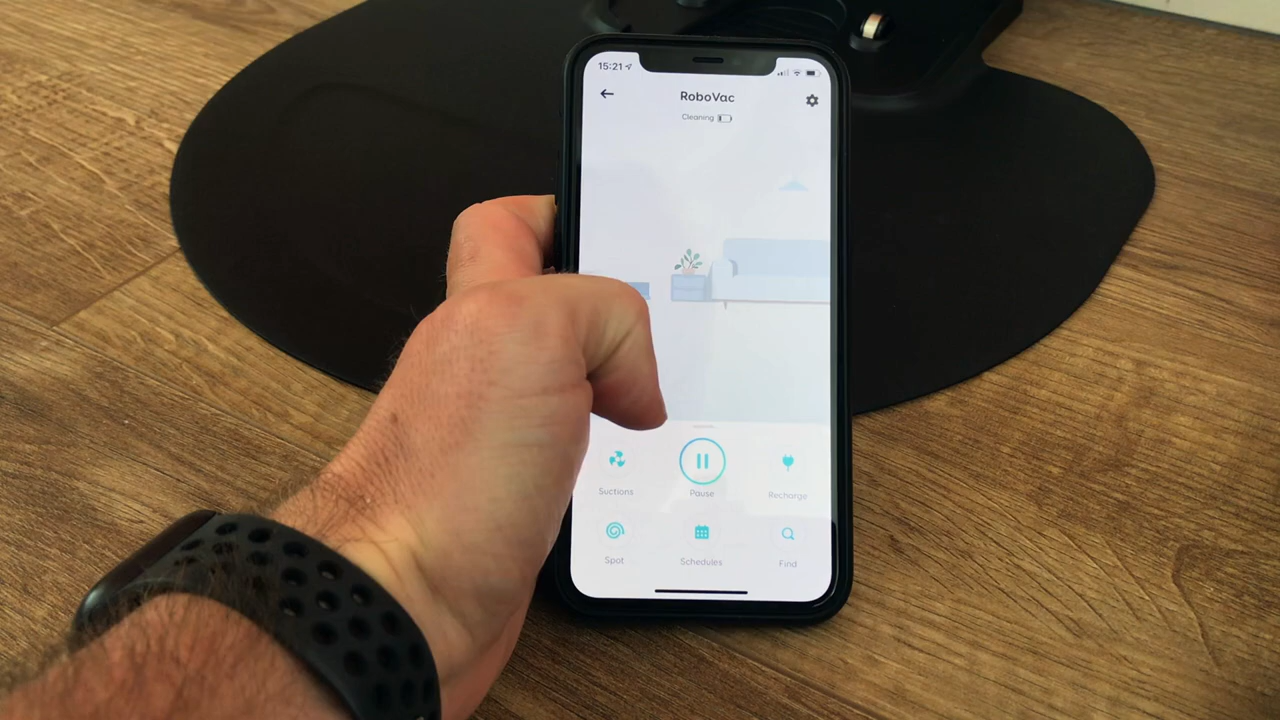 15:21
RoboVac
Cleaning
Suctions
Pause
Recharge
Spot
Schedules
Find